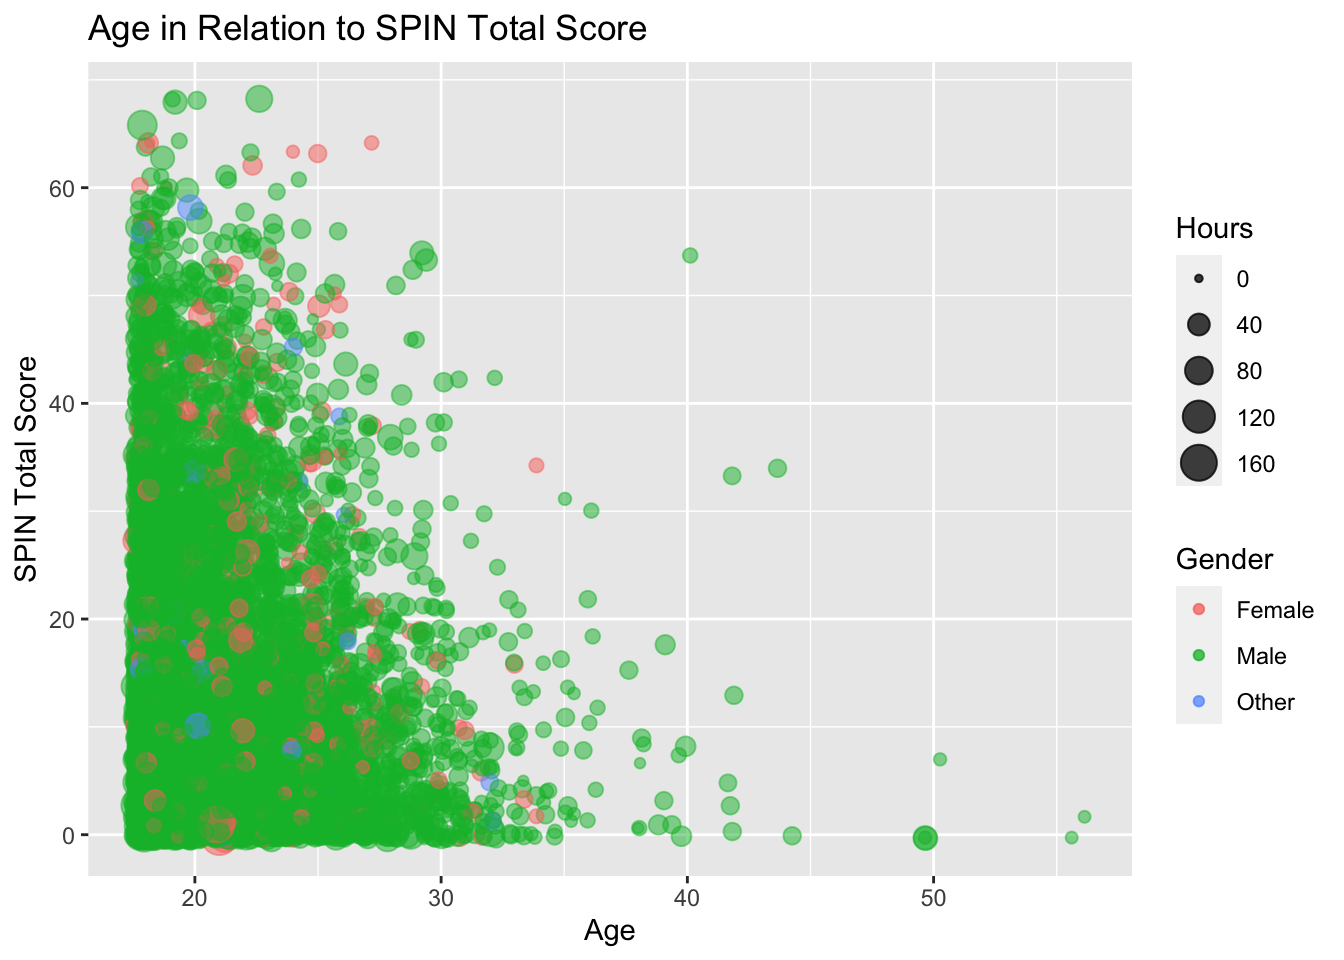 Age in Relation to SPIN Total Score
SPIN Total Score
60
40
20
0
20
30
40
50
Age
Hours
0
40
80
120
160
Gender
Female
Male
Other